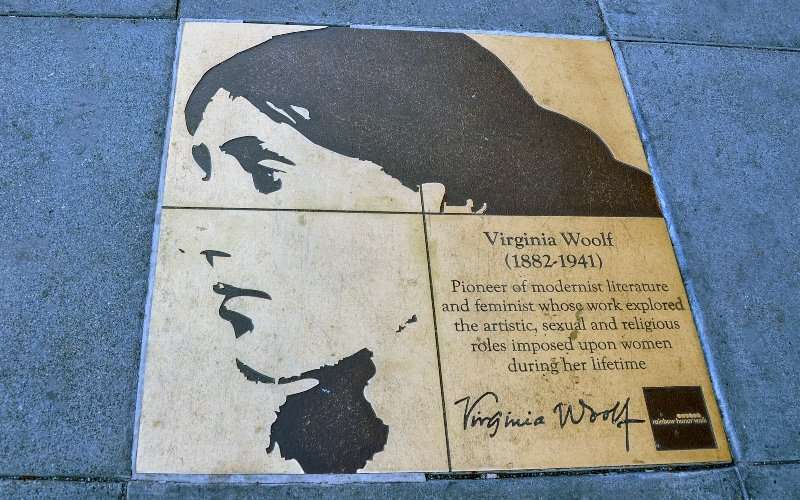 Virginia Woolf
(1882-1941)
Pioneer of modernist literature
and feminist whose work explored
the artistic, sexual and religious
roles imposed upon women
during her lifetime
Virginia Woolf
rainbow honor walk